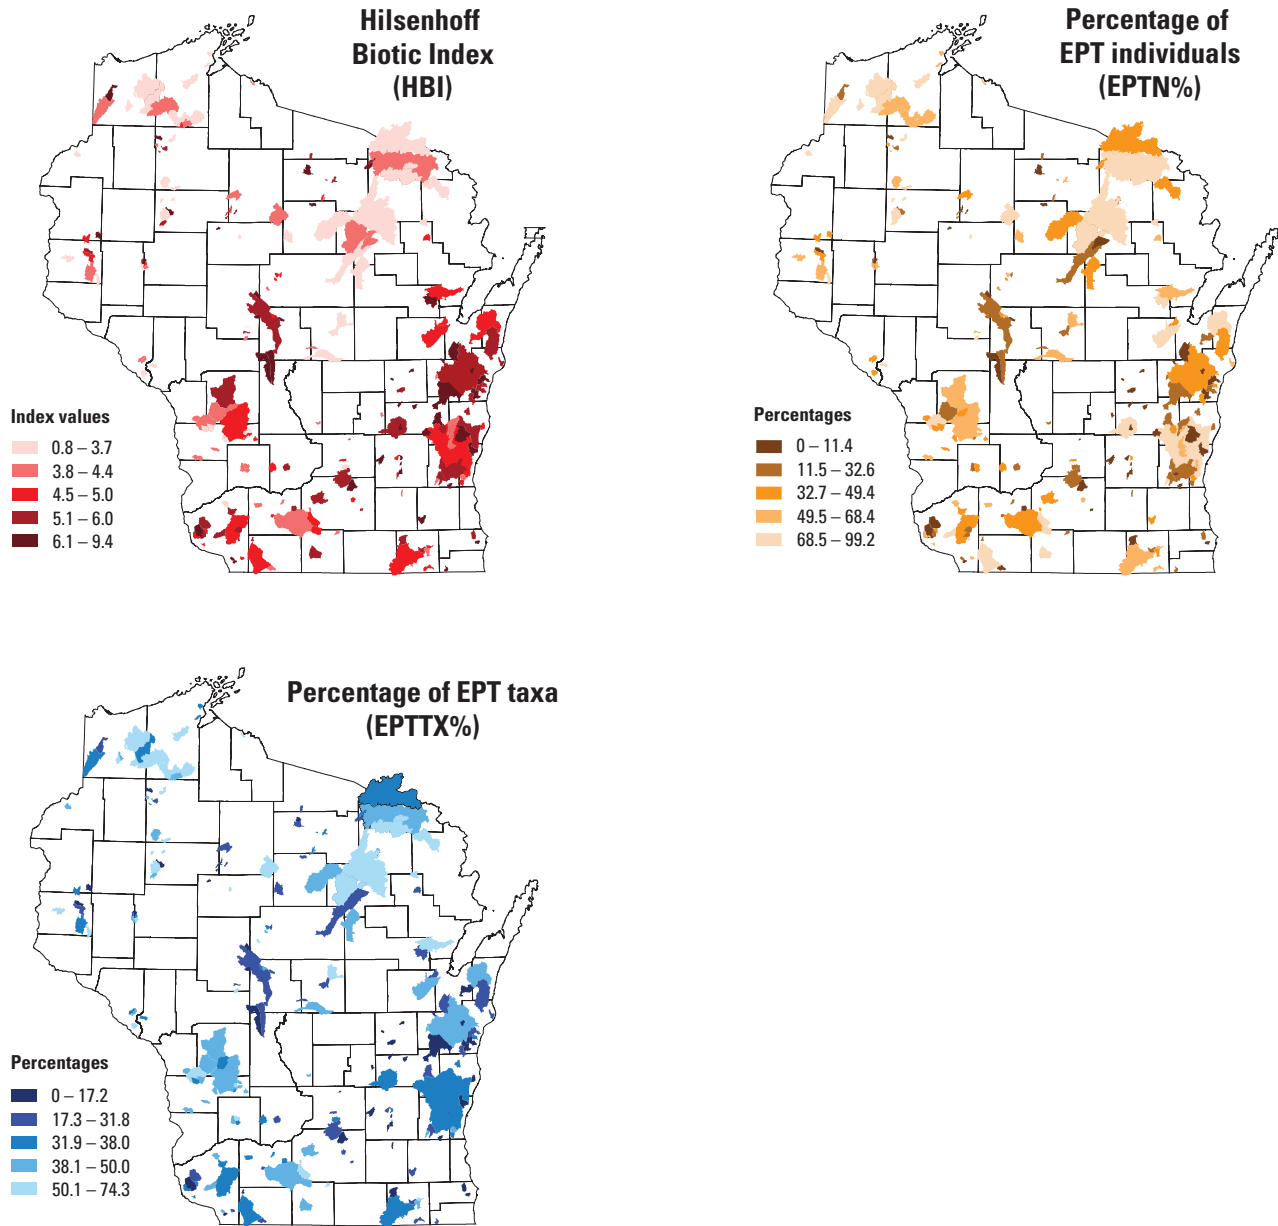 Hilsenhoff
Biotic Index
(HBI)
Index values
0.8 – 3.7
3.8 – 4.4
4.5 – 5.0
5.1 – 6.0
6.1 – 9.4
Percentage of
EPT individuals
(EPTN%)
Percentages
0 – 11.4
11.5 – 32.6
32.7 – 49.4
49.5 – 68.4
68.5 – 99.2
Percentage of EPT taxa
(EPTTX%)
Percentages
0 – 17.2
17.3 – 31.8
31.9 – 38.0
38.1 – 50.0
50.1 – 74.3